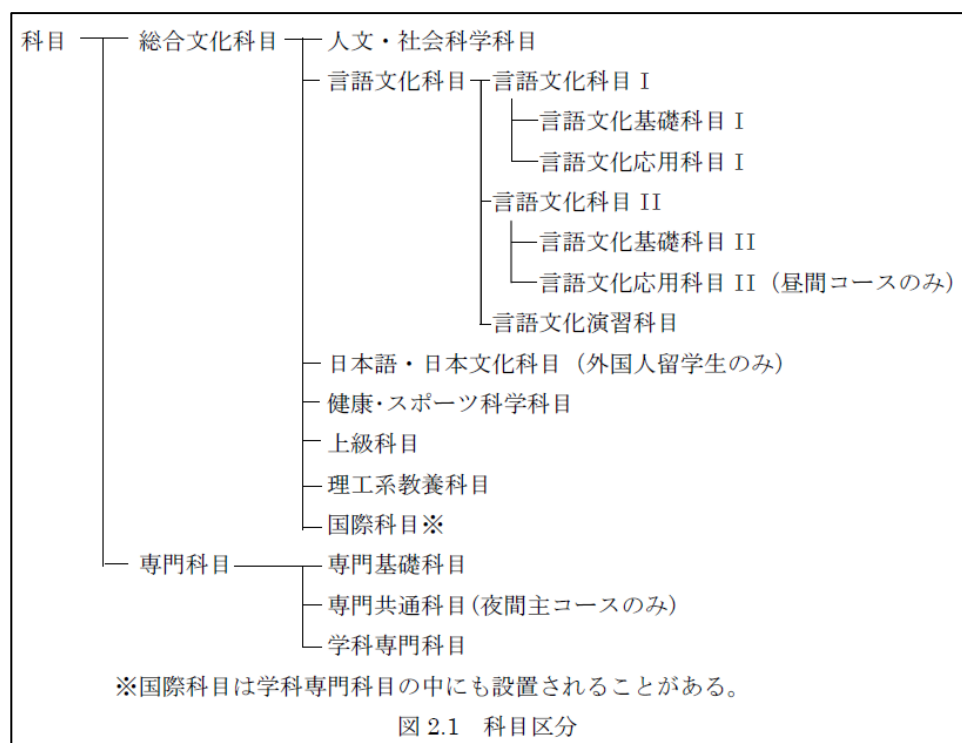 科目 総合文化科目 人文・社会科学科目
言語文化科目 言語文化科目 I
言語文化基礎科目 I
言語文化応用科目 I
言語文化科目 II
言語文化基礎科目 II
言語文化応用科目 II（昼間コースのみ）
言語文化演習科目
日本語・日本文化科目（外国人留学生のみ）
健康・スポーツ科学科目
上級科目
理工系教養科目
国際科目※
専門科目 専門基礎科目
専門共通科目(夜間主コースのみ)
学科専門科目
※国際科目は学科専門科目の中にも設置されることがある。
図 2.1 科目区分